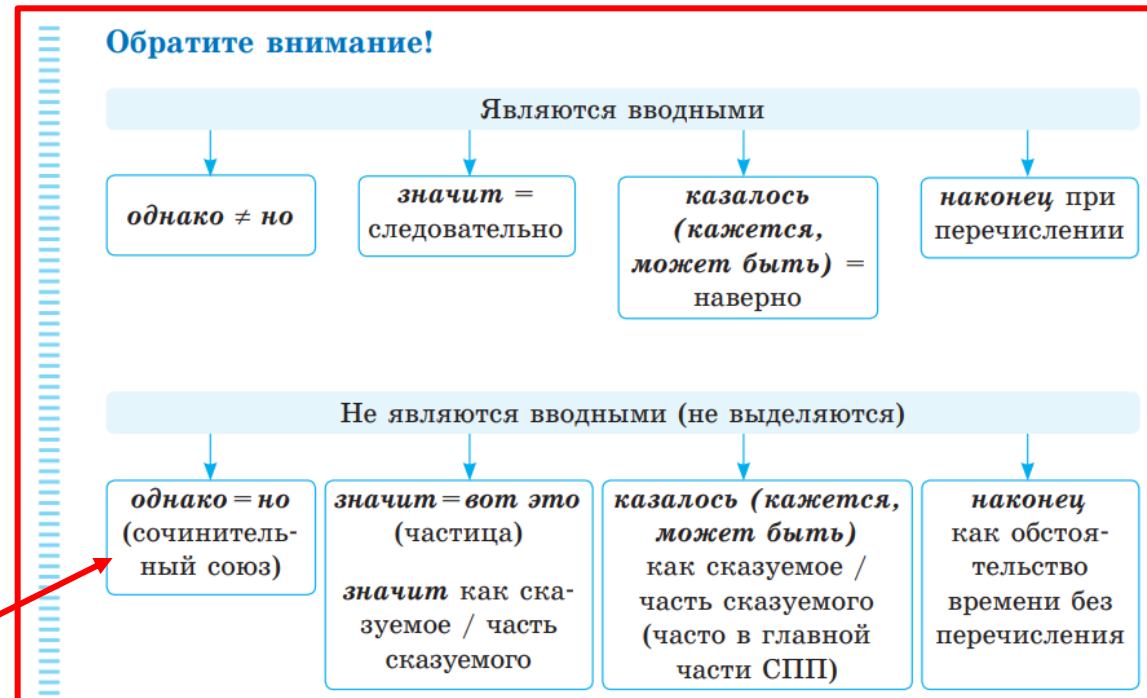 Обратите внимание!
Являются вводными
однако ≠ но
значит =
следовательно
казалось
(кажется,
может быть) =
наверно
наконец при
перечислении
Не являются вводными (не выделяются)
однако = но
(сочинитель-
ный союз)
значит = вот это
(частица)
значит как ска-
зуемое / часть
сказуемого
казалось (кажется,
может быть)
как сказуемое /
часть сказуемого
(часто в главной
части СПП)
наконец
как обстоя-
тельство
времени без
перечисления